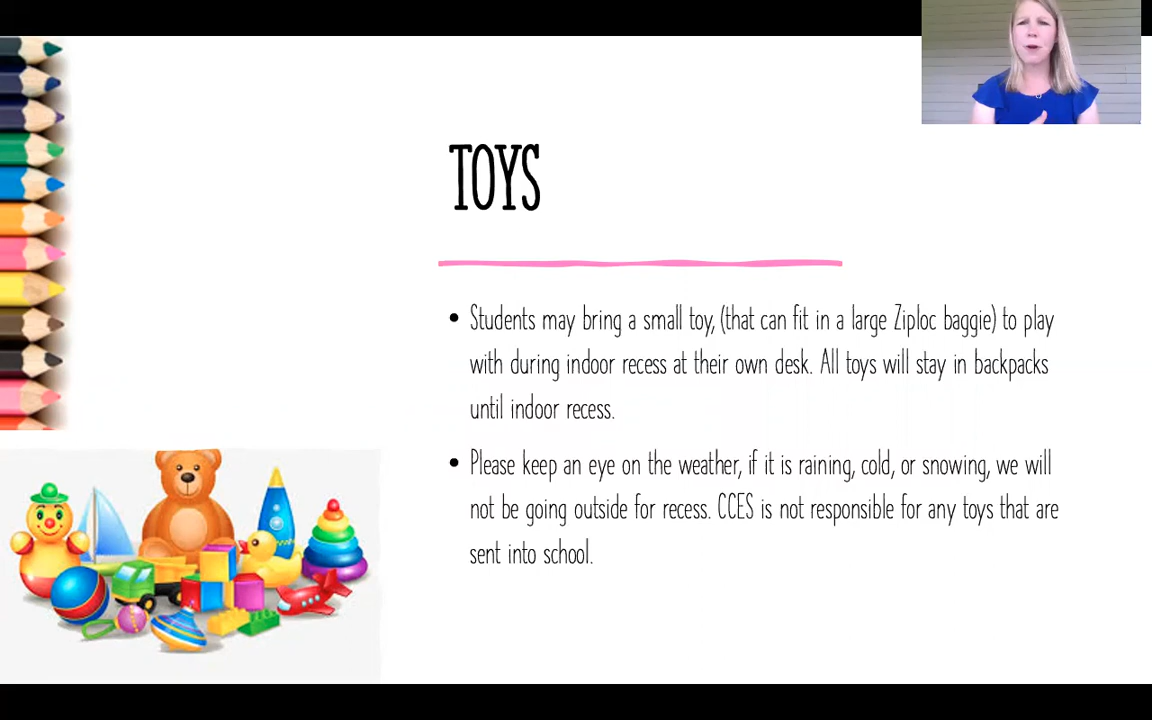 TOYS
• Students may bring a small toy, (that can fit in a large Ziploc baggie) to play
with during indoor recess at their own desk. All toys will stay in backpacks
until indoor recess.
• Please keep an eye on the weather, if it is raining, cold, or snowing, we will
not be going outside for recess. CCES is not responsible for any toys that are
sent into school.